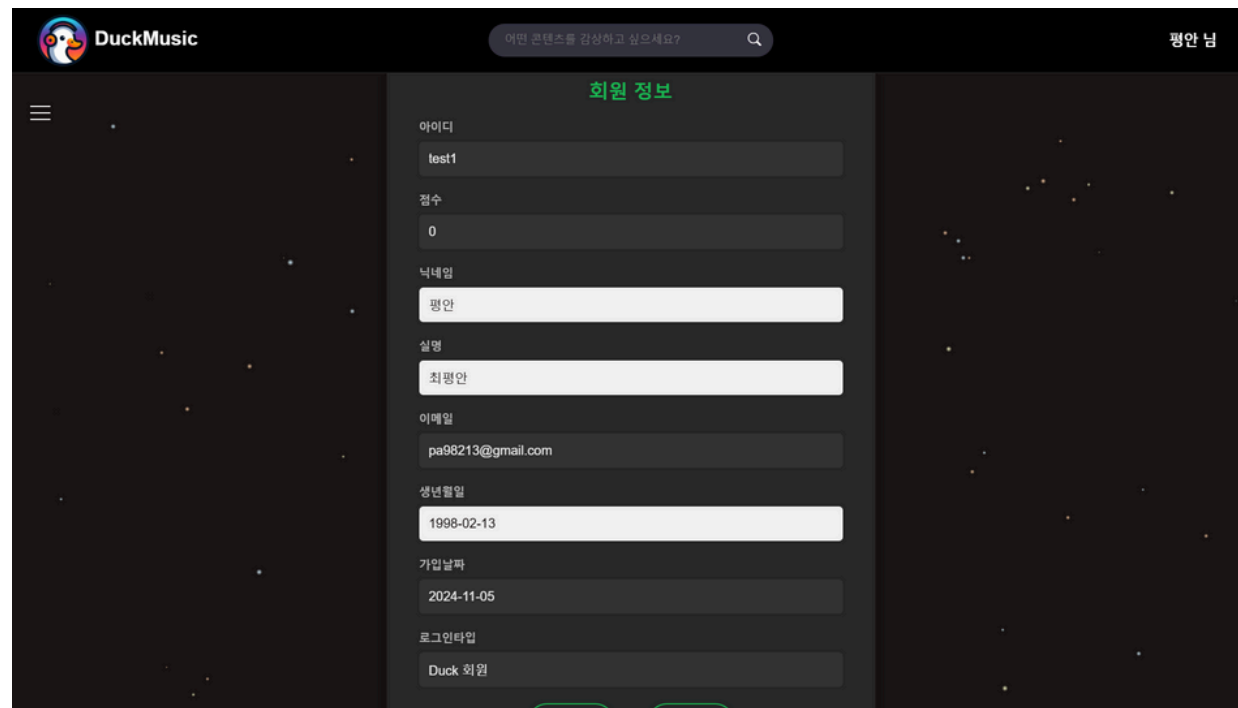 DuckMusic
어떤 콘텐츠를 감상하고 싶으세요?
평안 님
회원 정보
아이디
test1
점수
0
닉네임
평안
실명
최평안
이메일
pa98213@gmail.com
생년월일
1998-02-13
가입날짜
2024-11-05
로그인타입
Duck 회원